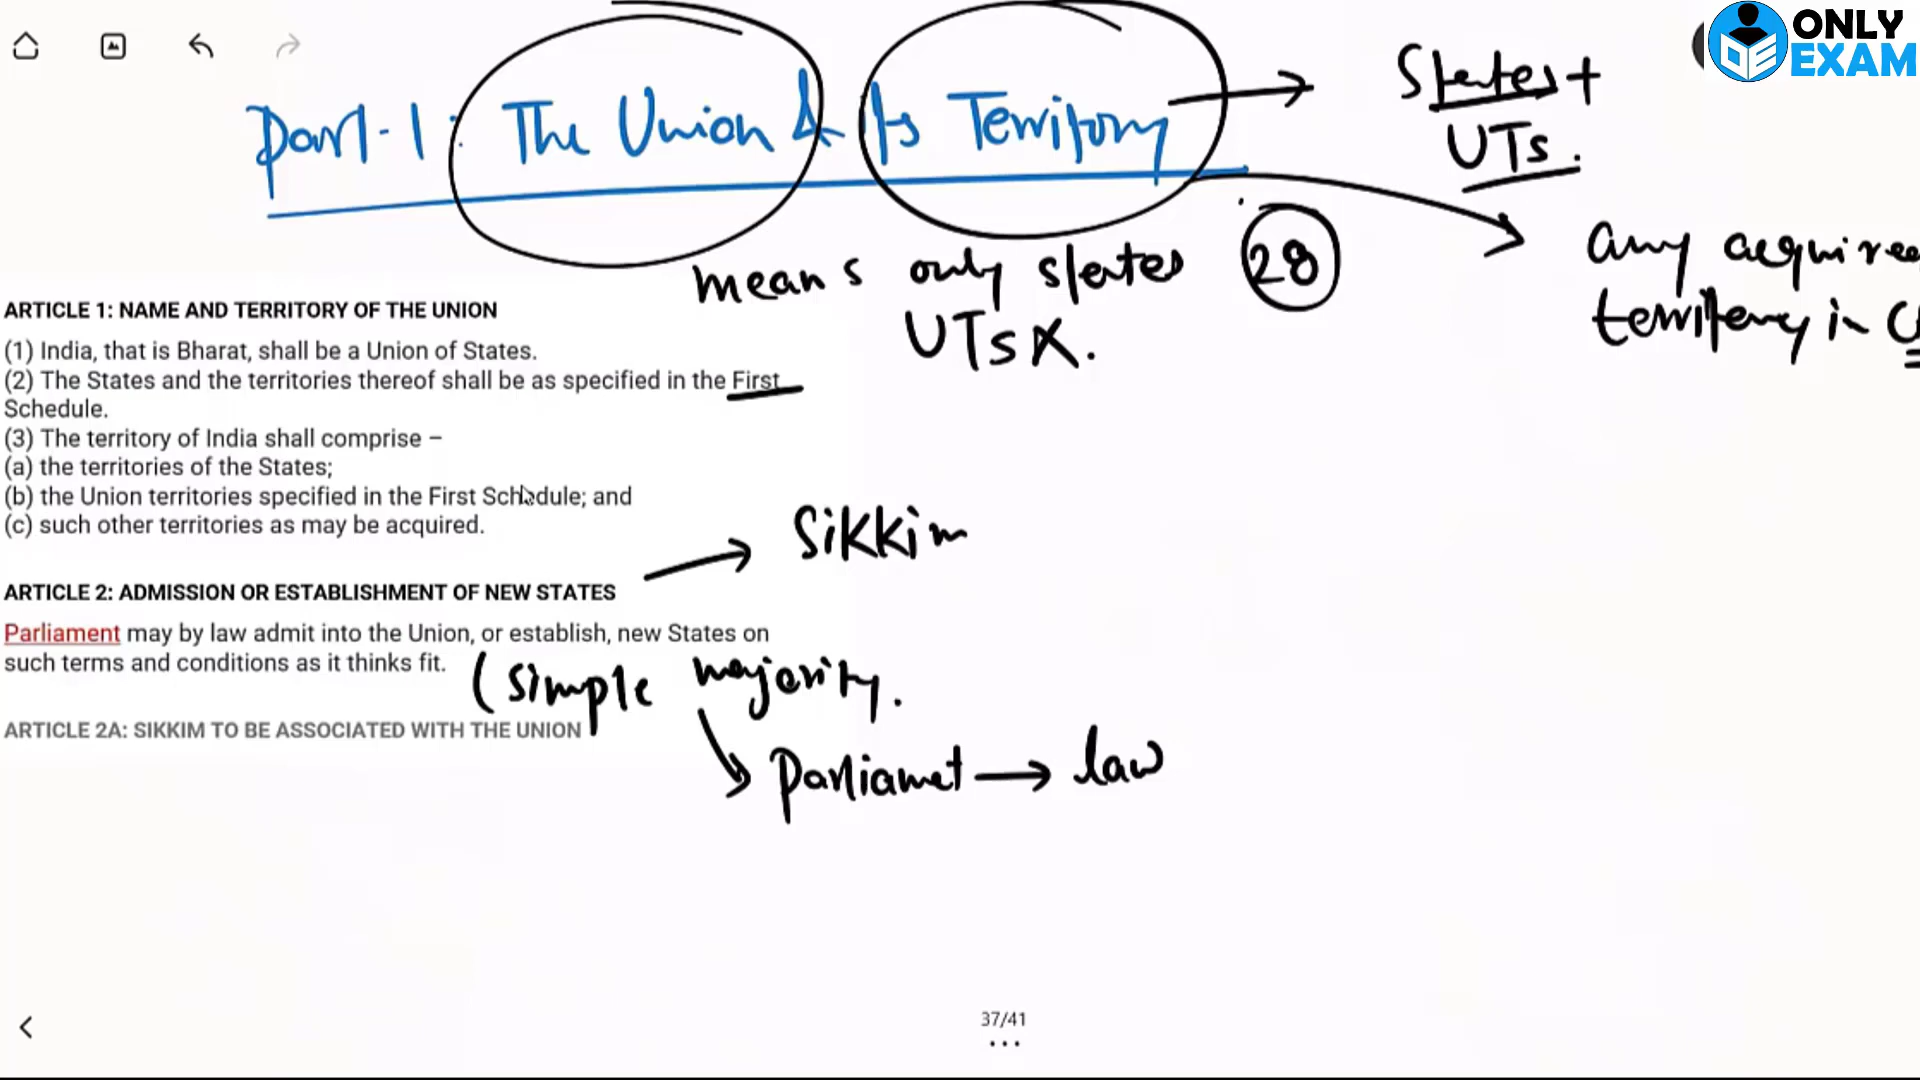 ONLY
EXAM
Part-1: The Union & Its Territory
States +
UTs.
means only states 28
UTs X.
any acquired
territory in
ARTICLE 1: NAME AND TERRITORY OF THE UNION
(1) India, that is Bharat, shall be a Union of States.
(2) The States and the territories thereof shall be as specified in the First
Schedule.
(3) The territory of India shall comprise –
(a) the territories of the States;
(b) the Union territories specified in the First Schedule; and
(c) such other territories as may be acquired.
Sikkim
ARTICLE 2: ADMISSION OR ESTABLISHMENT OF NEW STATES
Parliament may by law admit into the Union, or establish, new States on
such terms and conditions as it thinks fit.
(simple majority.
ARTICLE 2A: SIKKIM TO BE ASSOCIATED WITH THE UNION
Parliamet → law
37/41